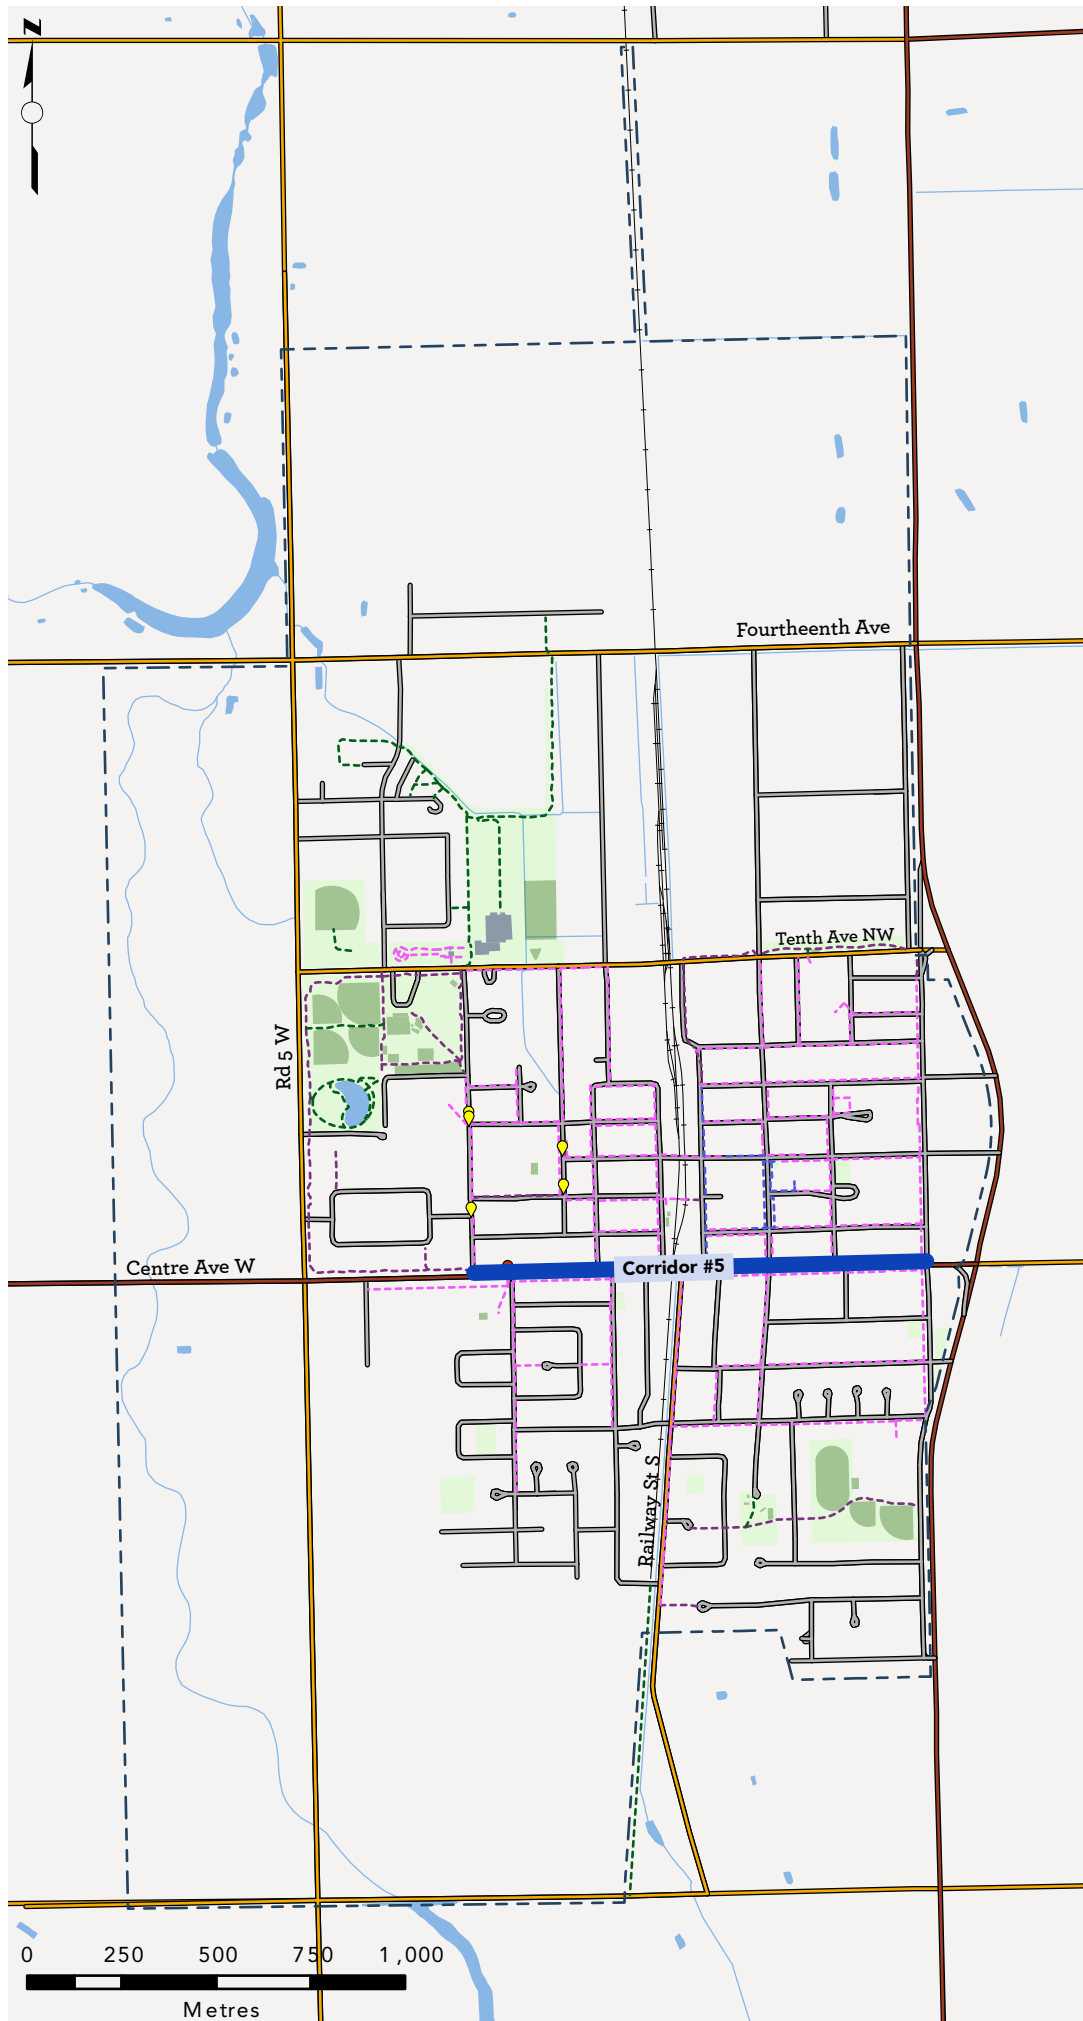 N
Fourtheenth Ave
Tenth Ave NW
Rd 5 W
Centre Ave W
Corridor #5
Railway St S
0 250 500 750 1,000
Metres